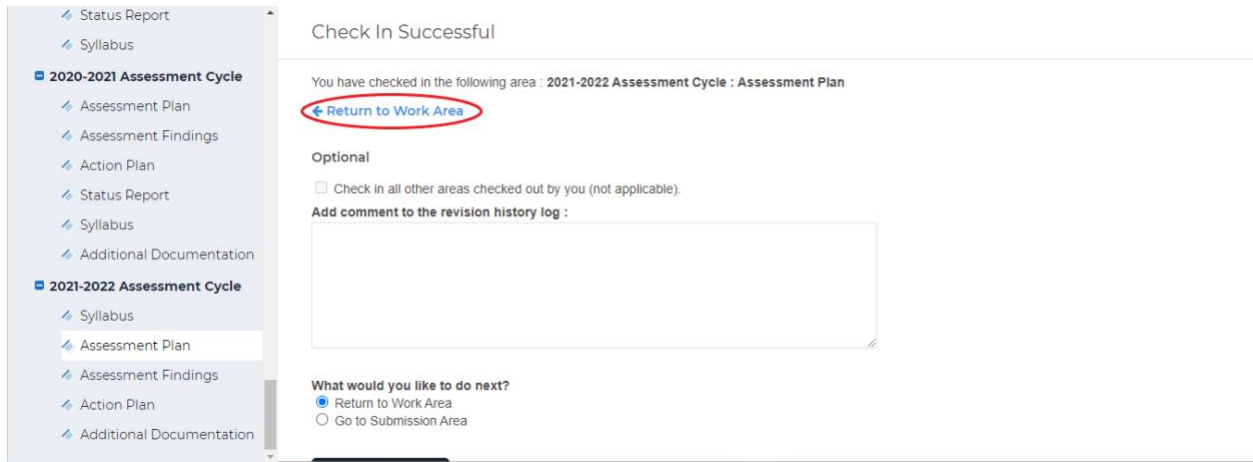 Status Report
Syllabus
2020-2021 Assessment Cycle
Assessment Plan
Assessment Findings
Action Plan
Status Report
Syllabus
Additional Documentation
2021-2022 Assessment Cycle
Syllabus
Assessment Plan
Assessment Findings
Action Plan
Additional Documentation
Check In Successful
You have checked in the following area : 2021-2022 Assessment Cycle : Assessment Plan
Return to Work Area
Optional
Check in all other areas checked out by you (not applicable).
Add comment to the revision history log :
What would you like to do next?
Return to Work Area
Go to Submission Area